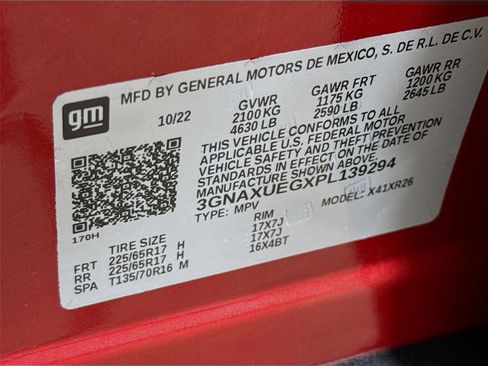 gm
MFD BY GENERAL MOTORS DE MEXICO, S. DE R.L. DE C.V.
10/22 GVWR GAWR FRT GAWR RR
2100 KG 1175 KG 1200 KG
4630 LB 2590 LB 2645 LB
THIS VEHICLE CONFORMS TO ALL
APPLICABLE U.S. FEDERAL MOTOR
VEHICLE SAFETY AND THEFT PREVENTION
STANDARDS IN EFFECT ON THE DATE OF
MANUFACTURE SHOWN ABOVE.
3GNAXUEGXPL139294
TYPE: MPV MODEL: X41XR26
170H
TIRE SIZE RIM
FRT 225/65R17 H 17X7J
RR 225/65R17 H 17X7J
SPA T135/70R16 M 16X4BT